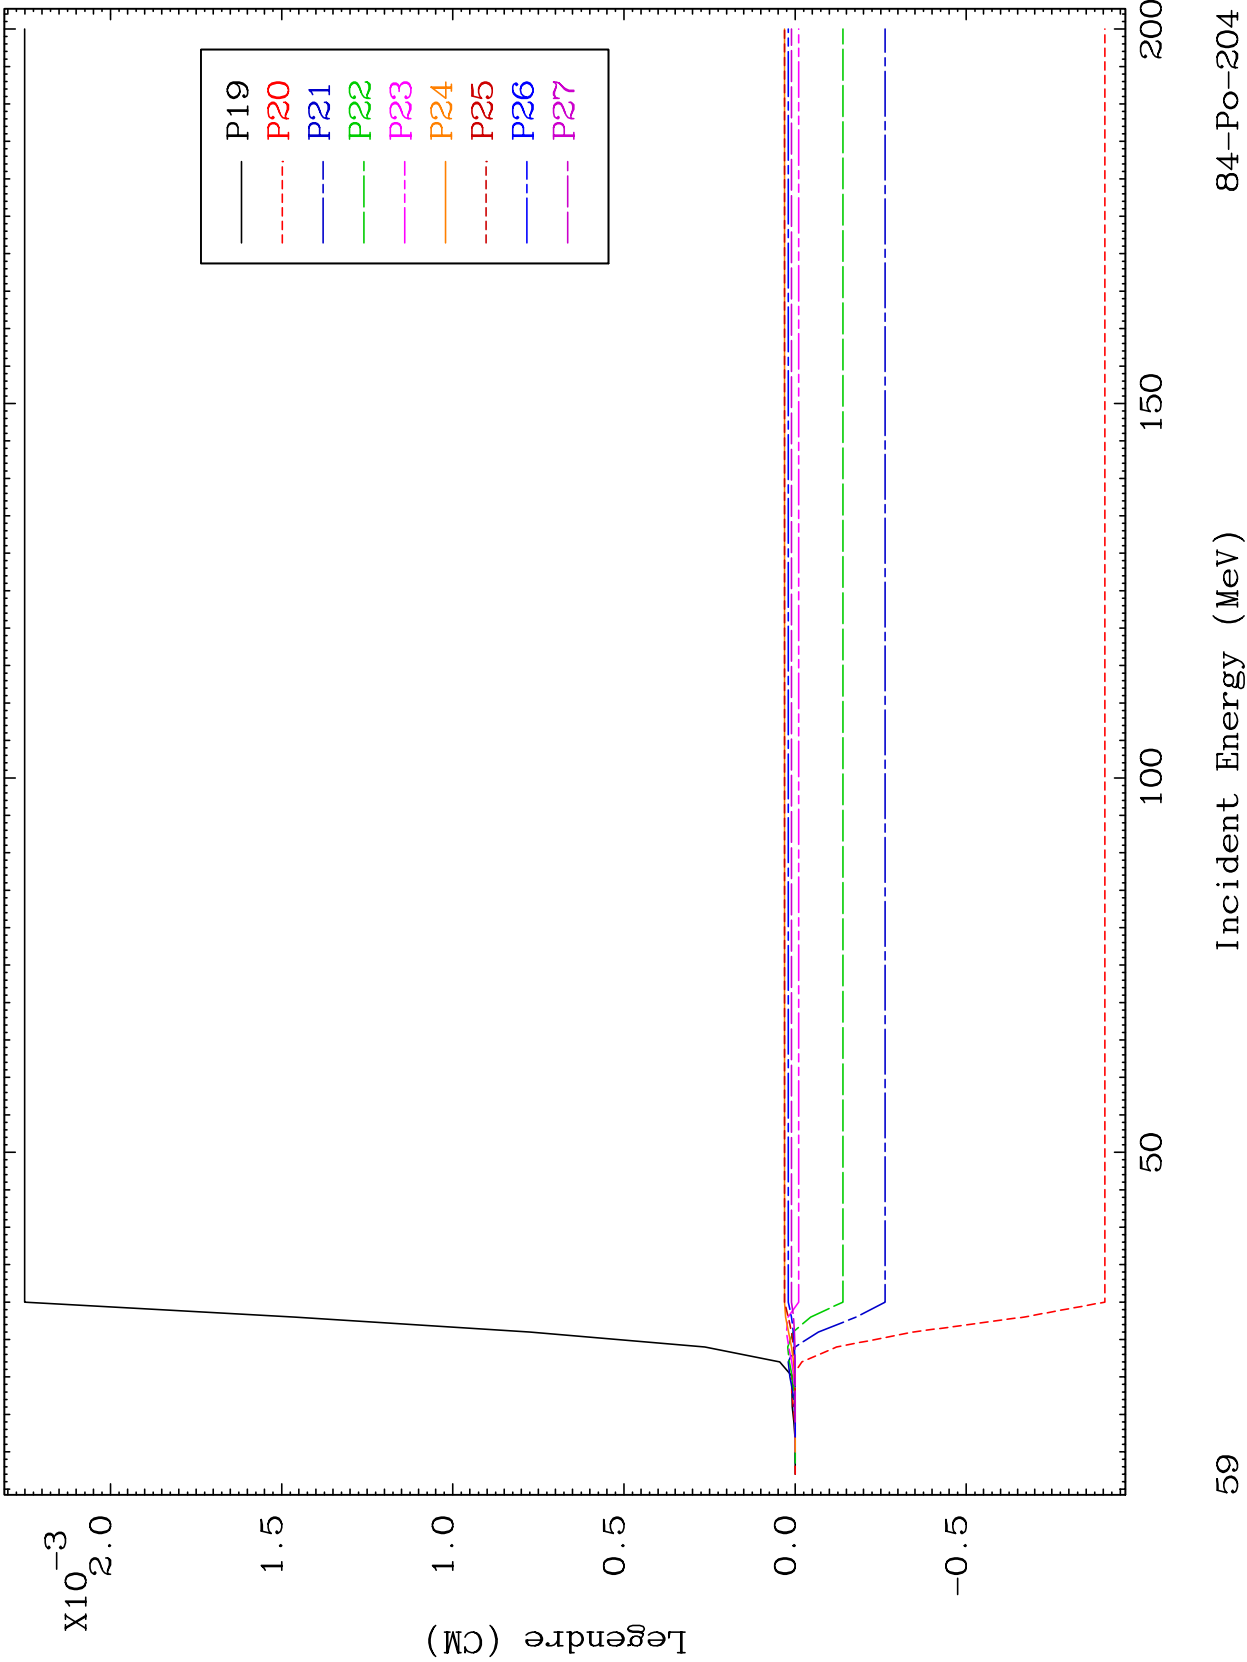 X10-3
2.0
1.5
1.0
0.5
0.0
-0.5
Legendre (CM)
P19
P20
P21
P22
P23
P24
P25
P26
P27
50
100
150
200
Incident Energy (MeV)
59
84-Po-204